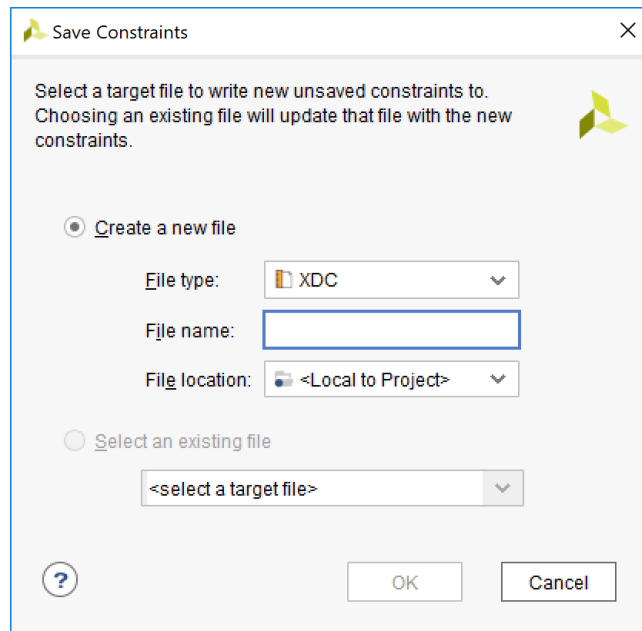 Save Constraints
Select a target file to write new unsaved constraints to.
Choosing an existing file will update that file with the new
constraints.
Create a new file
File type: XDC
File name:
File location: <Local to Project>
Select an existing file
<select a target file>
? OK Cancel